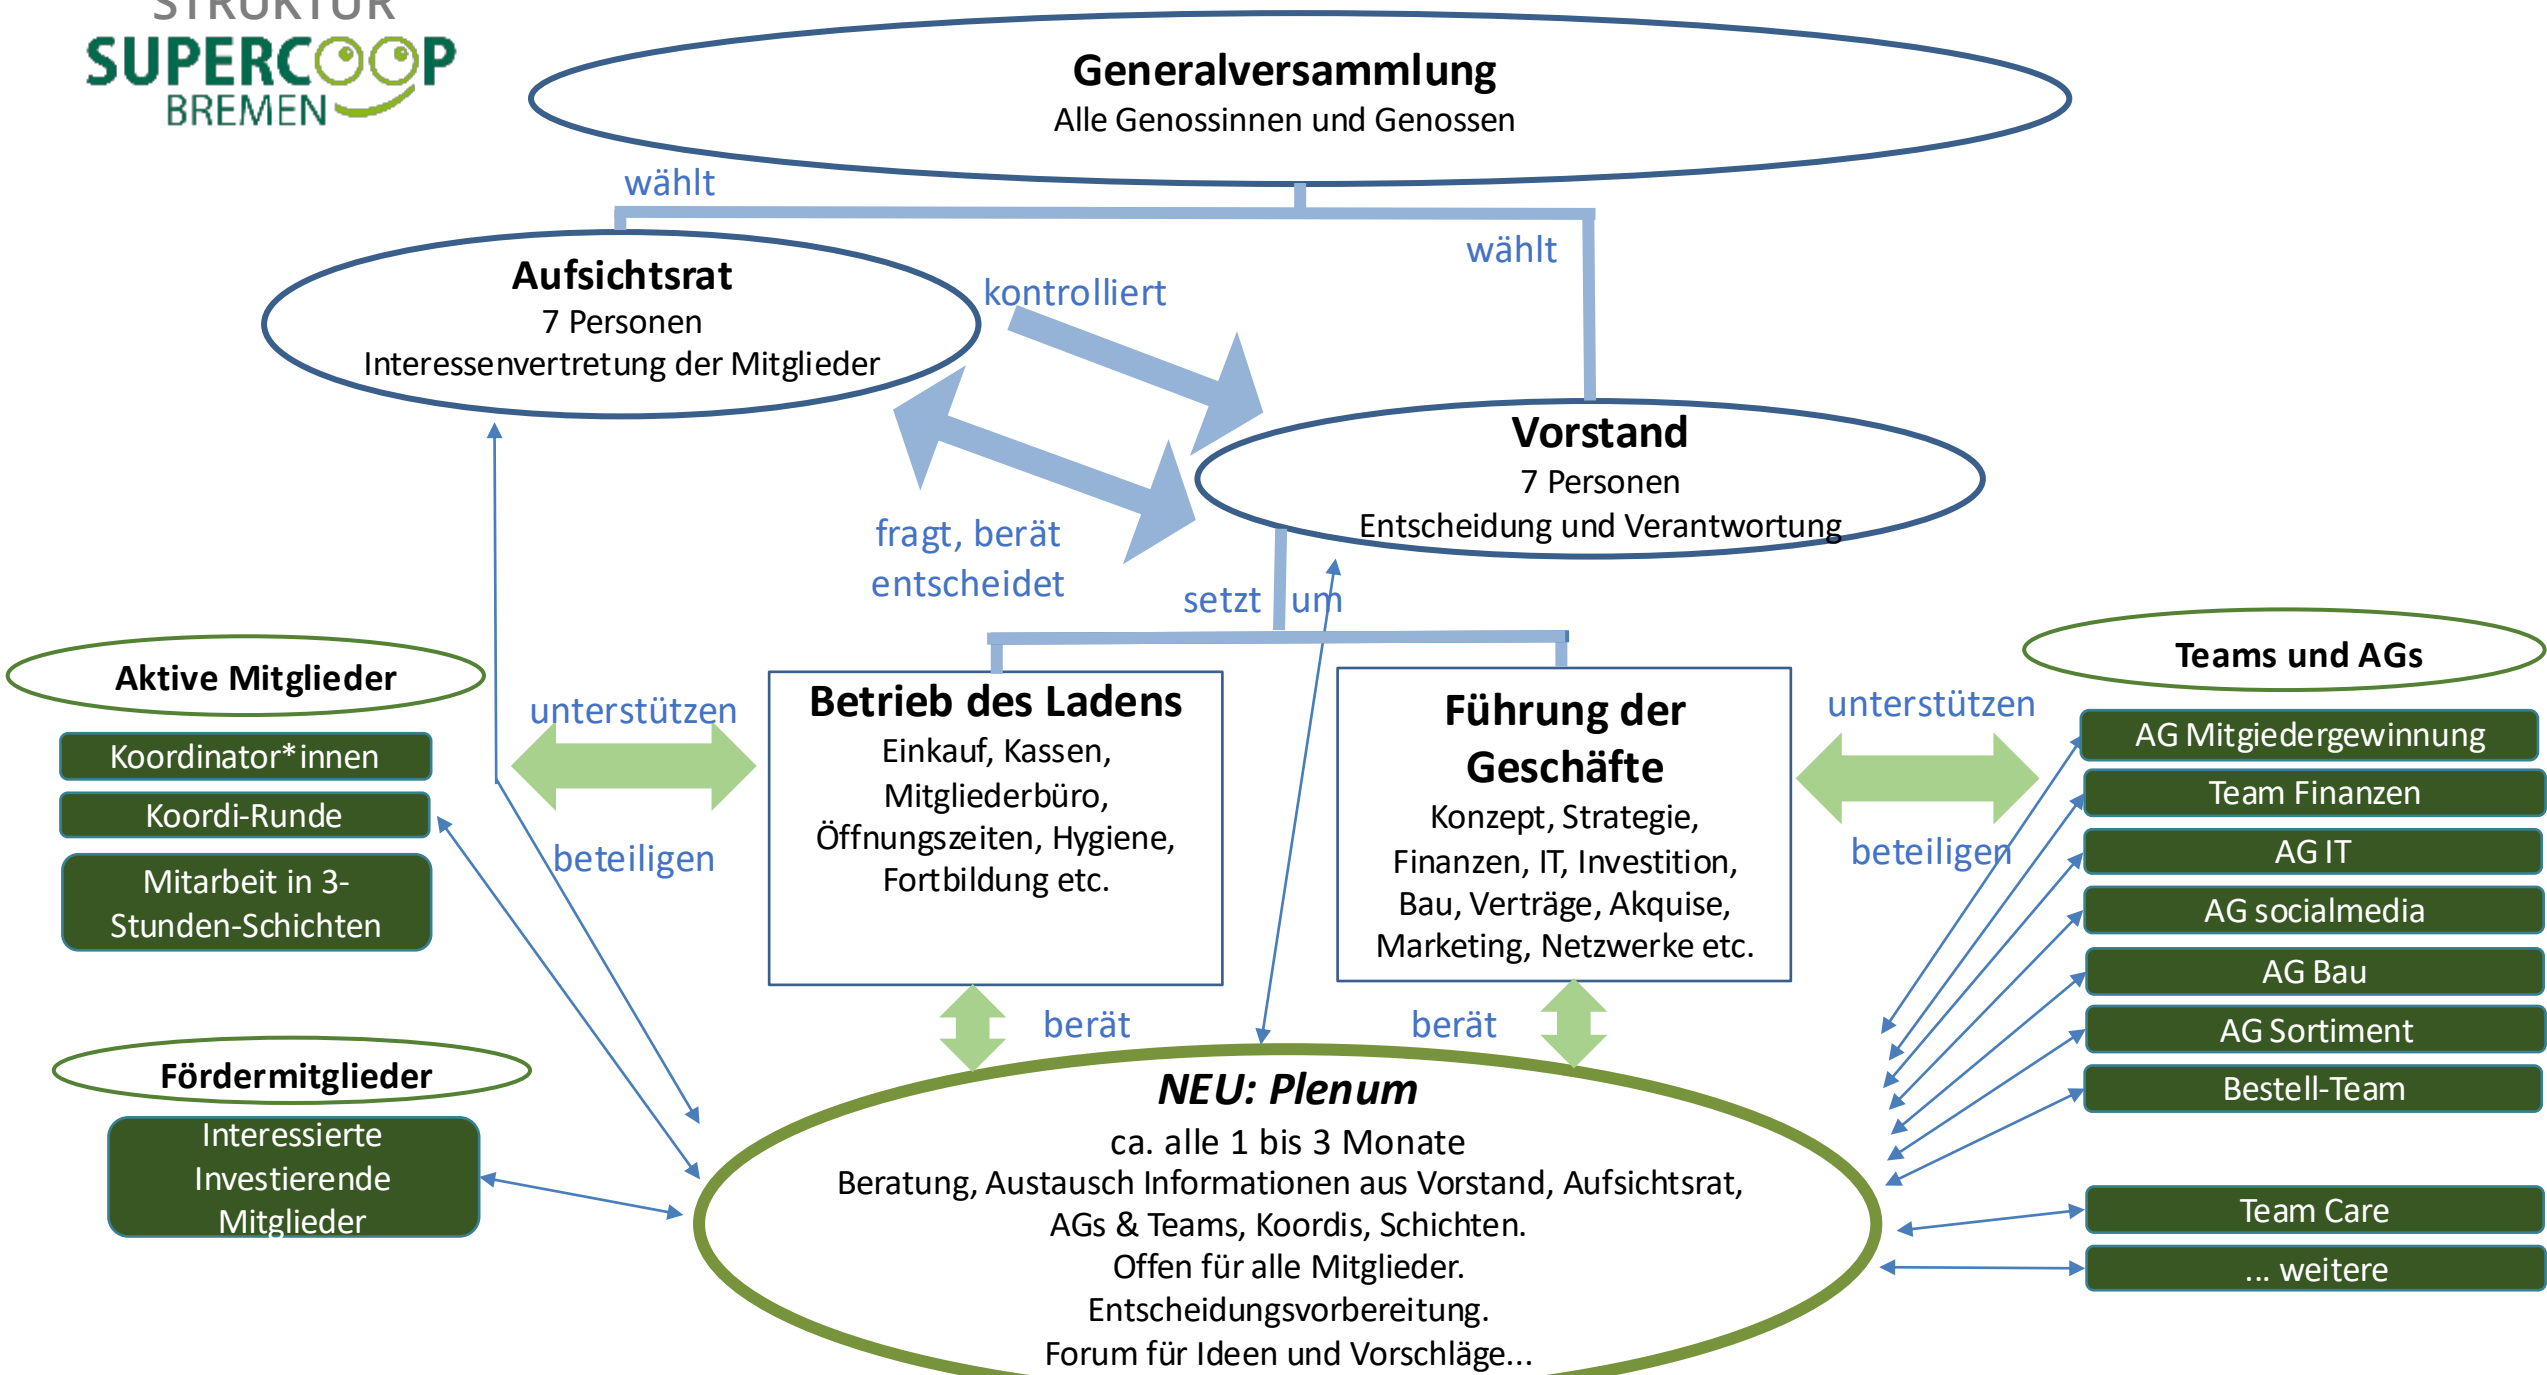 STRUKTUR
SUPERCOOP
BREMEN
Generalversammlung
Alle Genossinnen und Genossen
wählt
wählt
Aufsichtsrat
7 Personen
Interessenvertretung der Mitglieder
kontrolliert
Vorstand
7 Personen
Entscheidung und Verantwortung
fragt, berät
entscheidet
setzt um
Aktive Mitglieder
Koordinator*innen
Koordi-Runde
Mitarbeit in 3-
Stunden-Schichten
unterstützen
beteiligen
Betrieb des Ladens
Einkauf, Kassen,
Mitgliederbüro,
Öffnungszeiten, Hygiene,
Fortbildung etc.
Führung der
Geschäfte
Konzept, Strategie,
Finanzen, IT, Investition,
Bau, Verträge, Akquise,
Marketing, Netzwerke etc.
unterstützen
beteiligen
Teams und AGs
AG Mitgiedergewinnung
Team Finanzen
AG IT
AG socialmedia
AG Bau
AG Sortiment
Bestell-Team
Team Care
... weitere
berät
berät
Fördermitglieder
Interessierte
Investierende
Mitglieder
NEU: Plenum
ca. alle 1 bis 3 Monate
Beratung, Austausch Informationen aus Vorstand, Aufsichtsrat,
AGs & Teams, Koordis, Schichten.
Offen für alle Mitglieder.
Entscheidungsvorbereitung.
Forum für Ideen und Vorschläge...